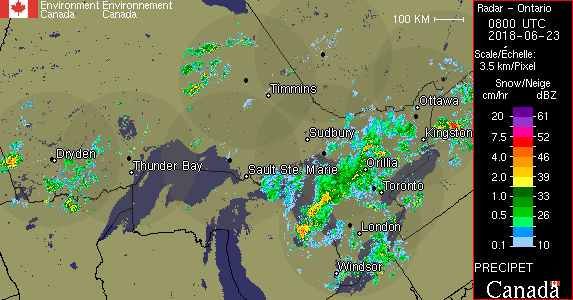 Environment Environnement
Canada Canada
100 KM
Timmins
Ottawa
Sudbury
Kingston
Dryden
Thunder Bay
Sault Ste. Marie
Orillia
Toronto
London
Windsor
Radar - Ontario
0800 UTC
2018-06-23
Scale/Échelle:
3.5 km/Pixel
Snow/Neige
cm/hr dBZ
20 61
7.5 52
4.0 46
2.0 39
1.0 33
0.5 26
0.1 10
PRECIPET
Canada